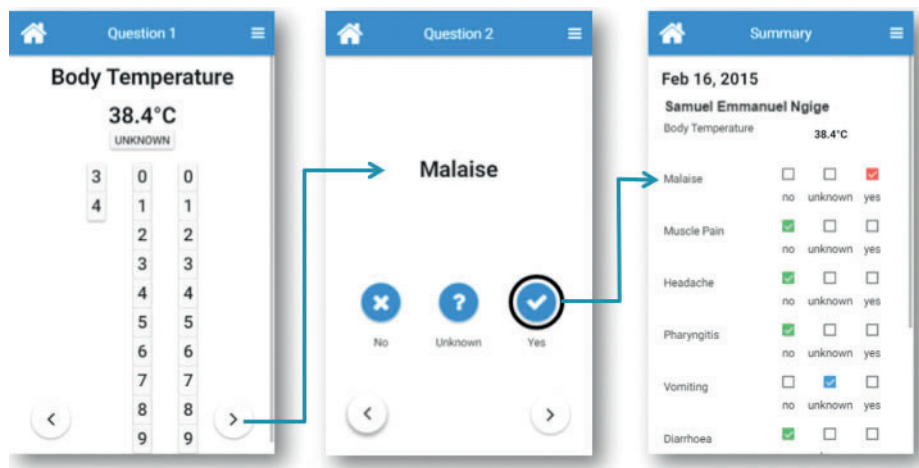 Question 1
Body Temperature
38.4°C
UNKNOWN
3 0 0
4 1 1
2 2
3 3
4 4
5 5
6 6
7 7
8 8
9 9
Question 2
Malaise
No Unknown Yes
Summary
Feb 16, 2015
Samuel Emmanuel Ngige
Body Temperature 38.4°C
Malaise
no unknown yes
Muscle Pain
no unknown yes
Headache
no unknown yes
Pharyngitis
no unknown yes
Vomiting
no unknown yes
Diarrhoea